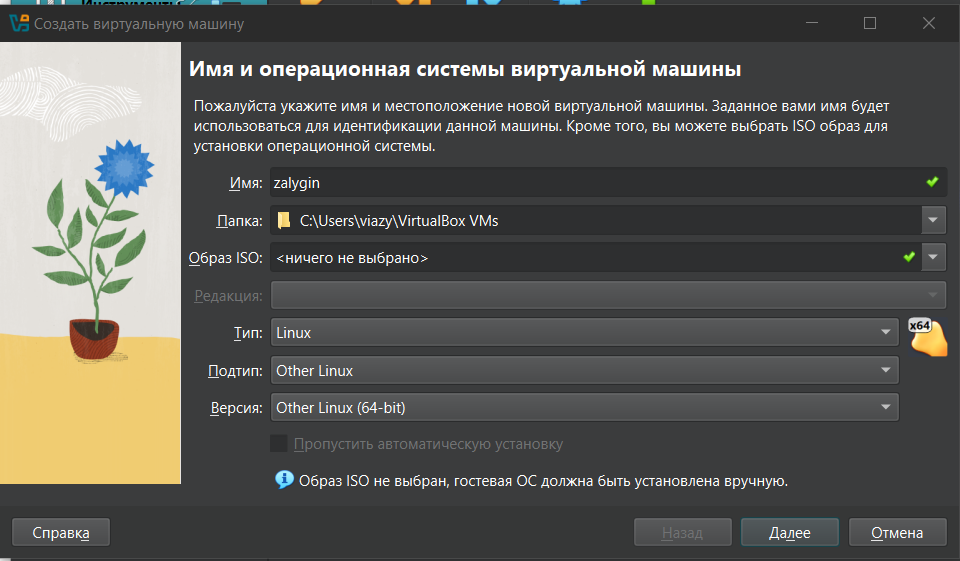 Создать виртуальную машину
Имя и операционная системы виртуальной машины
Пожалуйста укажите имя и местоположение новой виртуальной машины. Заданное вами имя будет
использоваться для идентификации данной машины. Кроме того, вы можете выбрать ISO образ для
установки операционной системы.
Имя: zalygin
Папка: C:\Users\viazy\VirtualBox VMs
Образ ISO: <ничего не выбрано>
Редакция:
Тип: Linux
x64
Подтип: Other Linux
Версия: Other Linux (64-bit)
Пропустить автоматическую установку
Образ ISO не выбран, гостевая ОС должна быть установлена вручную.
Справка Назад Далее Отмена